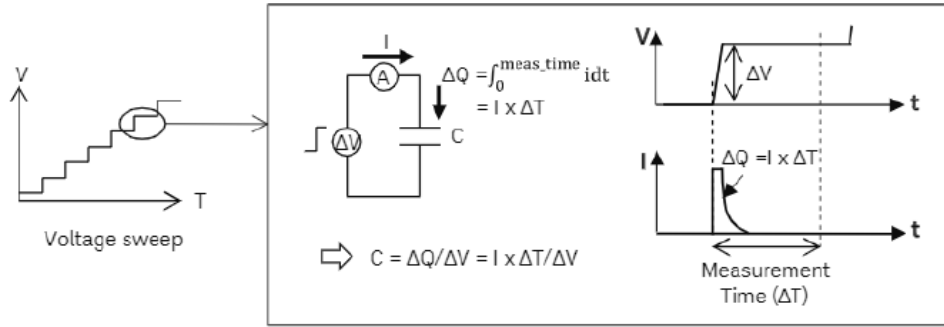 V
T
Voltage sweep
I
A
ΔV
C
ΔQ =∫₀^meas_time idt
= I x ΔT
C = ΔQ/ΔV = I x ΔT/ΔV
V
ΔV
t
I
ΔQ =I x ΔT
t
Measurement
Time (ΔT)